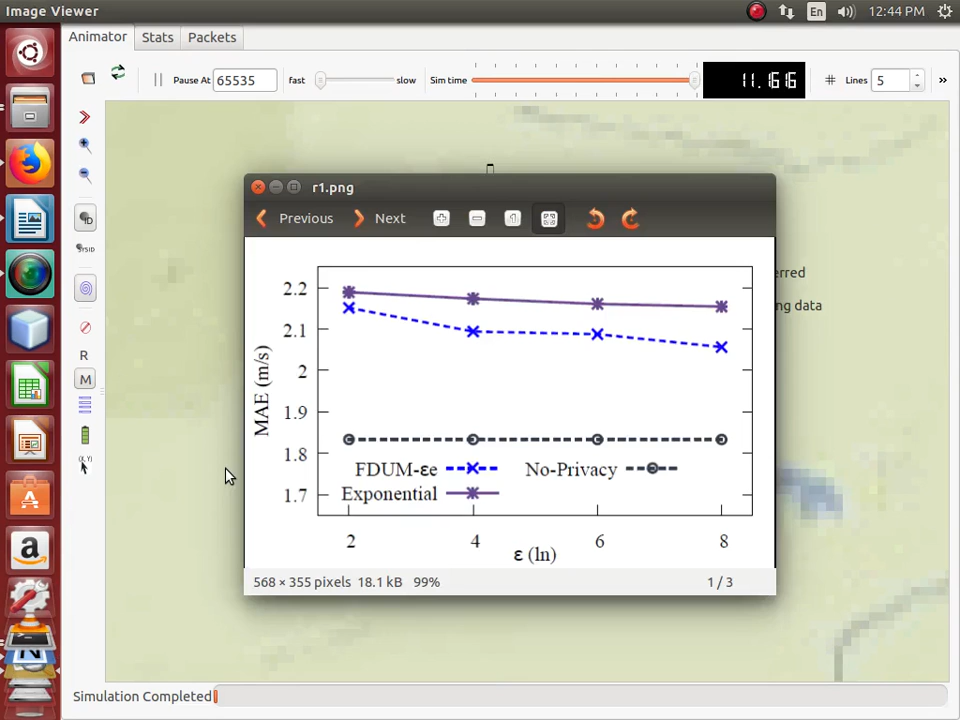 Image Viewer
En
12:44 PM
Animator
Stats
Packets
Pause At
65535
fast
slow
Sim time
11.616
Lines
5
»
ID
SYSID
R
M
(X, Y)
r1.png
Previous
Next
2.2
2.1
2
1.9
1.8
1.7
MAE (m/s)
FDUM-εe
No-Privacy
Exponential
2
4
6
8
ε (ln)
568 × 355 pixels 18.1 kB 99%
1 / 3
erred
ng data
Simulation Completed